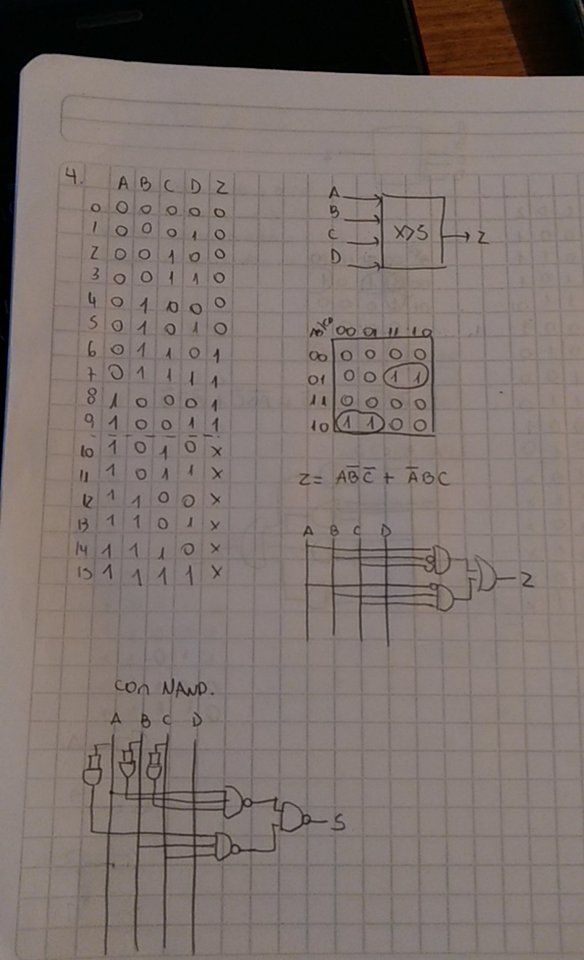 4.
A B C D Z
0 0 0 0 0 0
1 0 0 0 1 0
2 0 0 1 0 0
3 0 0 1 1 0
4 0 1 0 0 0
5 0 1 0 1 0
6 0 1 1 0 1
7 0 1 1 1 1
8 1 0 0 0 1
9 1 0 0 1 1
10 1 0 1 0 x
11 1 0 1 1 x
12 1 1 0 0 x
13 1 1 0 1 x
14 1 1 1 0 x
15 1 1 1 1 x
A
B
C
D
X>5
Z
AB\CD 00 01 11 10
00 0 0 0 0
01 0 0 1 1
11 0 0 0 0
10 1 1 0 0
Z = AB̅C̅ + A̅BC
A B C D
Z
con NAND.
A B C D
S